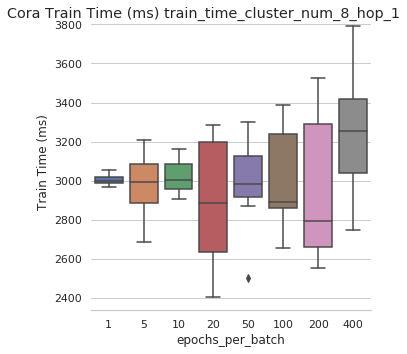 Cora Train Time (ms) train_time_cluster_num_8_hop_1
3800
3600
3400
3200
3000
2800
2600
2400
Train Time (ms)
1 5 10 20 50 100 200 400
epochs_per_batch